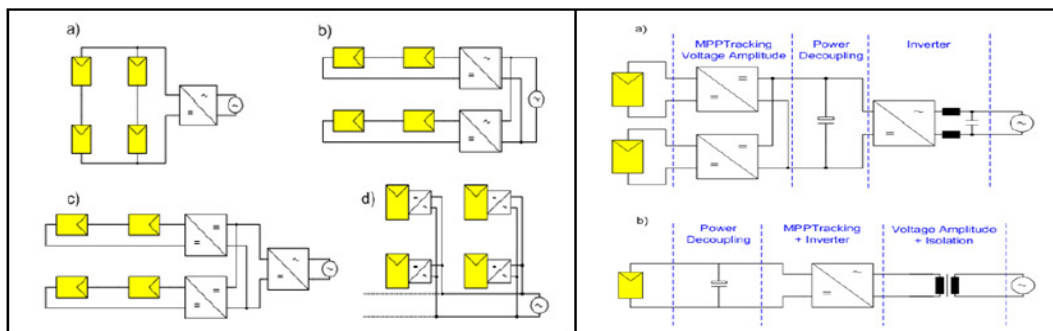 a)
b)
c)
d)
a)
MPPTracking
Voltage Amplitude
Power
Decoupling
Inverter
b)
Power
Decoupling
MPPTracking
+ Inverter
Voltage Amplitude
+ Isolation